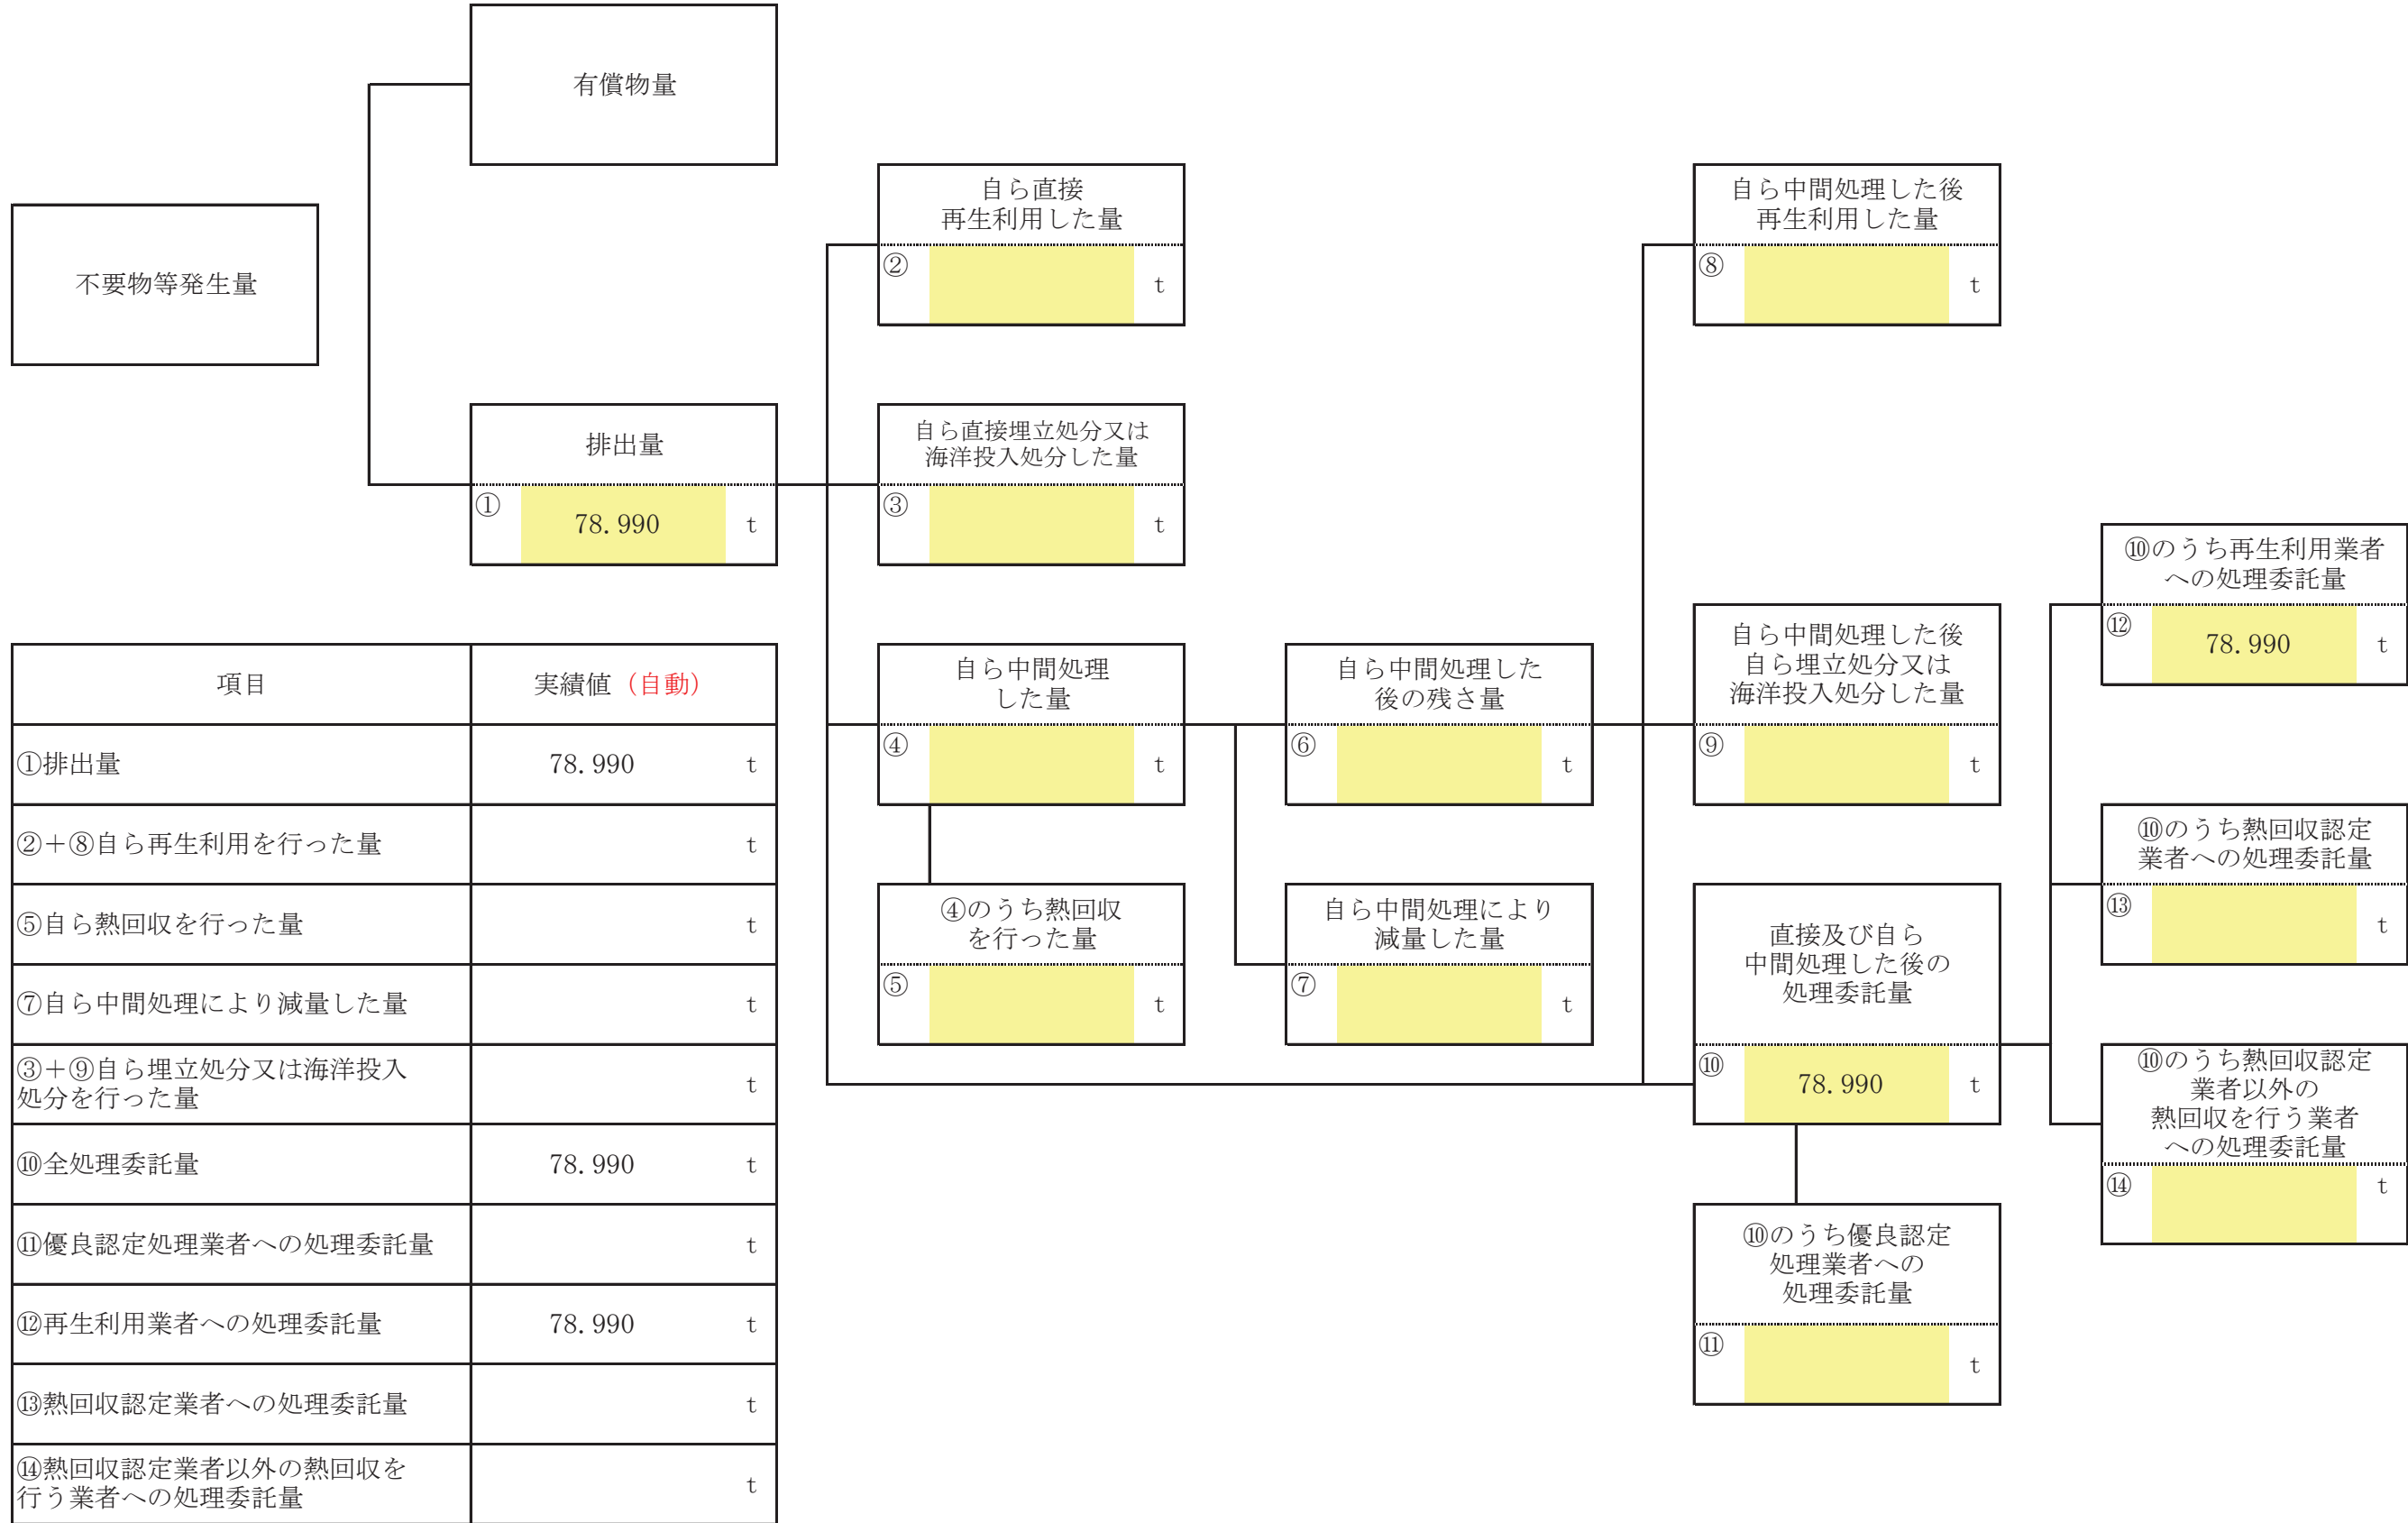 有償物量
不要物等発生量
自ら直接
再生利用した量
②
t
自ら中間処理した後
再生利用した量
⑧
t
排出量
①
78.990
t
自ら直接埋立処分又は
海洋投入処分した量
③
t
⑩のうち再生利用業者
への処理委託量
⑫
78.990
t
自ら中間処理
した量
④
t
自ら中間処理した
後の残さ量
⑥
t
自ら中間処理した後
自ら埋立処分又は
海洋投入処分した量
⑨
t
⑩のうち熱回収認定
業者への処理委託量
⑬
t
④のうち熱回収
を行った量
⑤
t
自ら中間処理により
減量した量
⑦
t
直接及び自ら
中間処理した後の
処理委託量
⑩
78.990
t
⑩のうち熱回収認定
業者以外の
熱回収を行う業者
への処理委託量
⑭
t
⑩のうち優良認定
処理業者への
処理委託量
⑪
t
項目 実績値（自動）
①排出量 78.990 t
②＋⑧自ら再生利用を行った量 t
⑤自ら熱回収を行った量 t
⑦自ら中間処理により減量した量 t
③＋⑨自ら埋立処分又は海洋投入
処分を行った量 t
⑩全処理委託量 78.990 t
⑪優良認定処理業者への処理委託量 t
⑫再生利用業者への処理委託量 78.990 t
⑬熱回収認定業者への処理委託量 t
⑭熱回収認定業者以外の熱回収を
行う業者への処理委託量 t